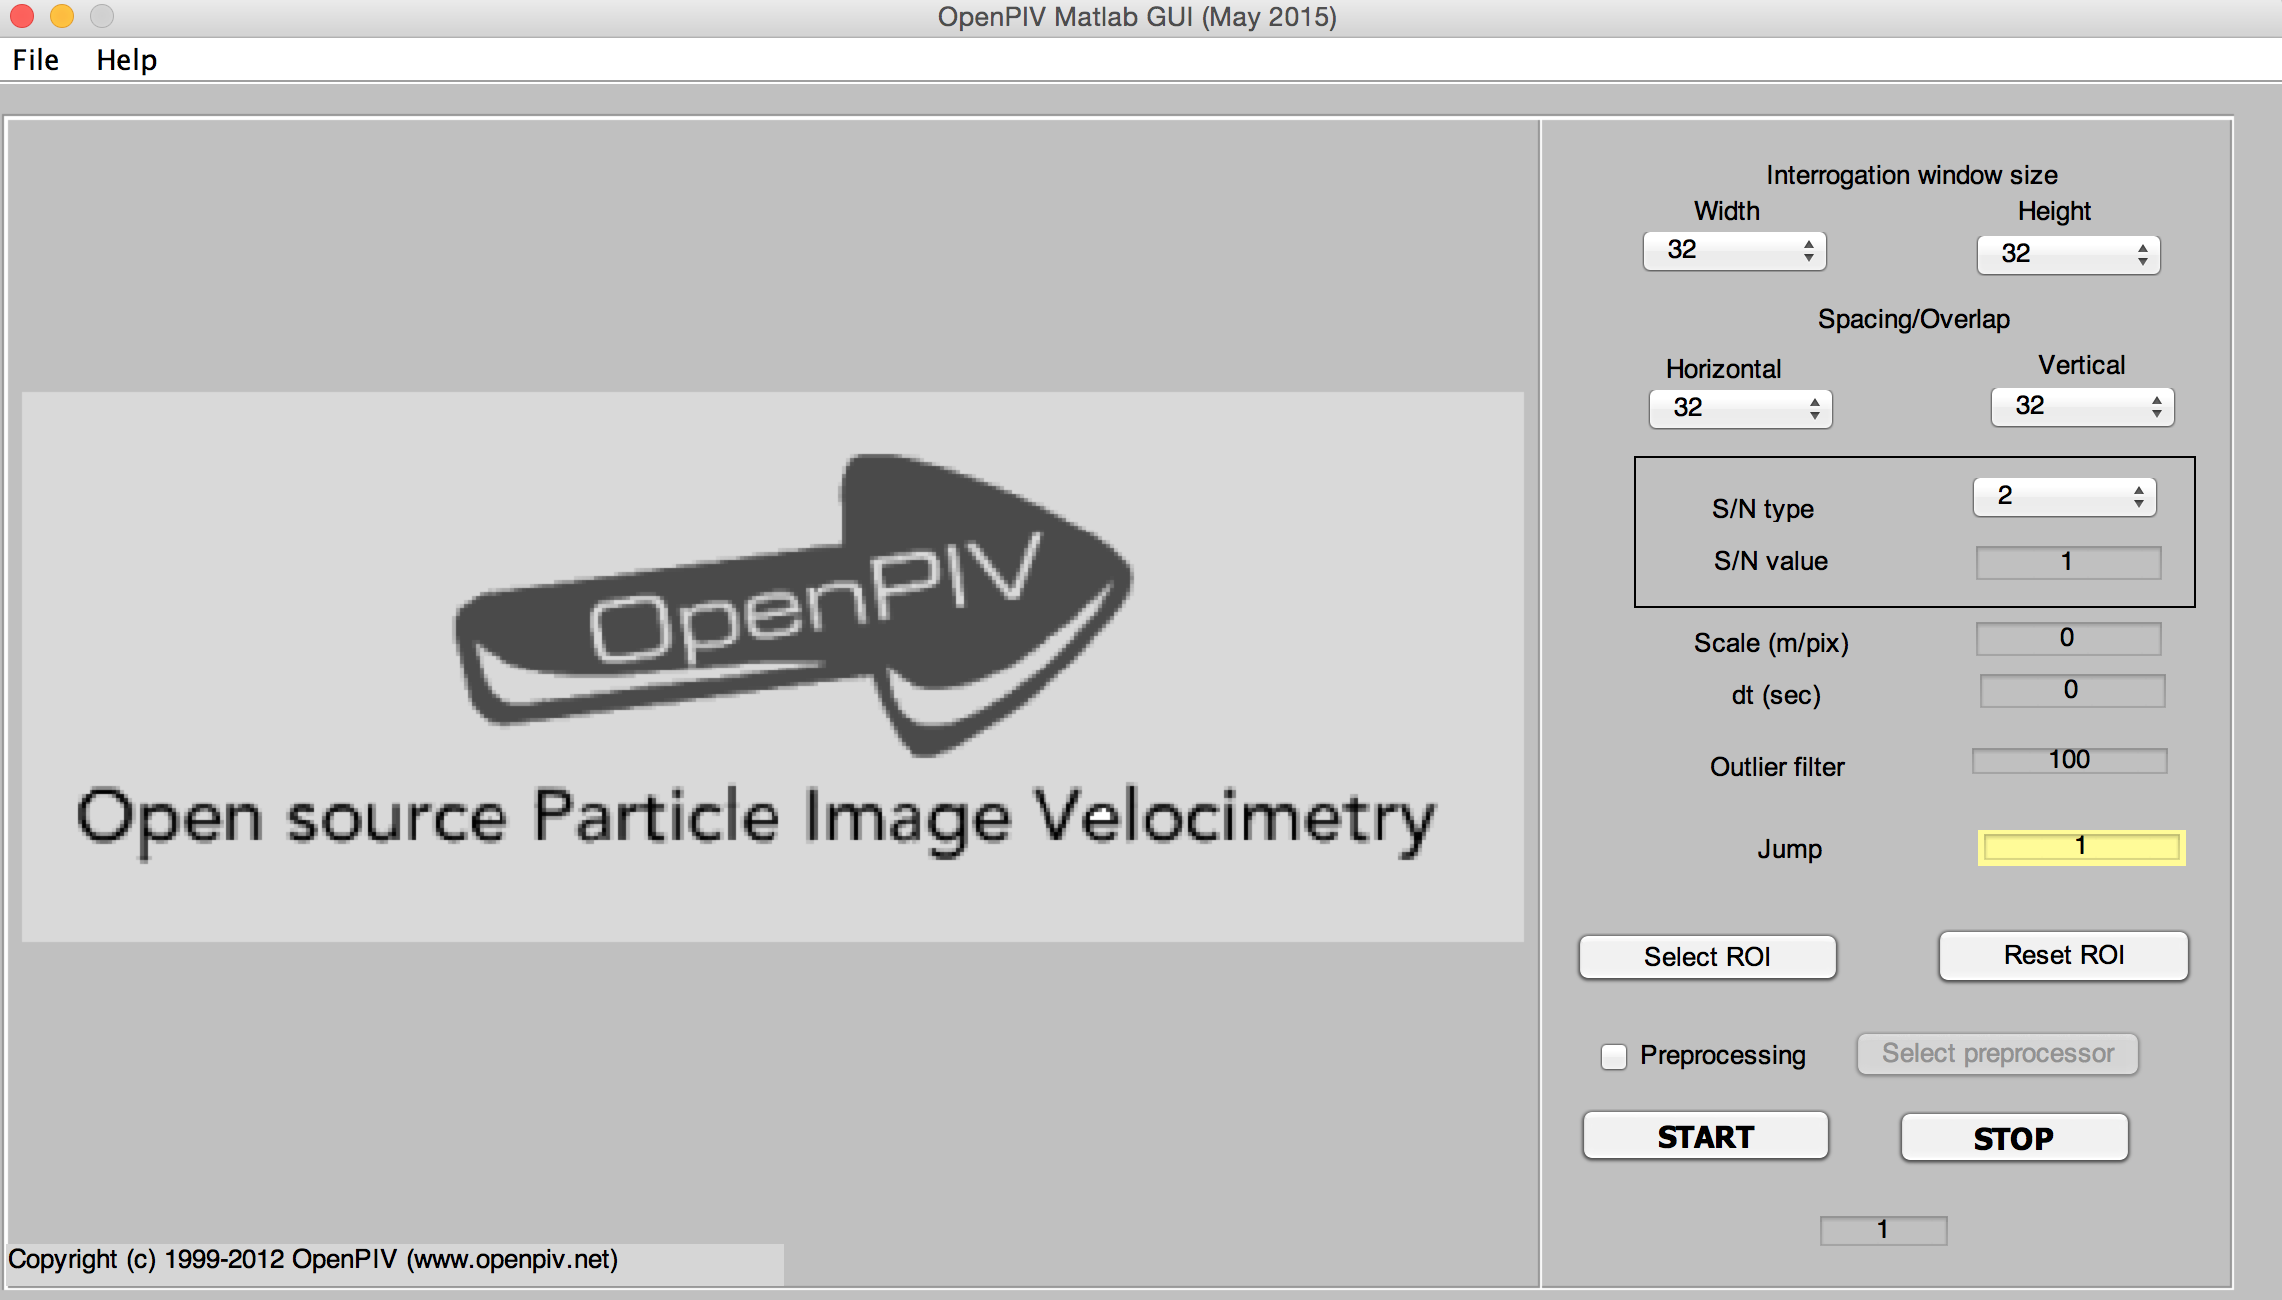 OpenPIV Matlab GUI (May 2015)
File Help
OpenPIV
Open source Particle Image Velocimetry
Copyright (c) 1999-2012 OpenPIV (www.openpiv.net)
Interrogation window size
Width Height
32 32
Spacing/Overlap
Horizontal Vertical
32 32
S/N type 2
S/N value 1
Scale (m/pix) 0
dt (sec) 0
Outlier filter 100
Jump 1
Select ROI Reset ROI
Preprocessing Select preprocessor
START STOP
1